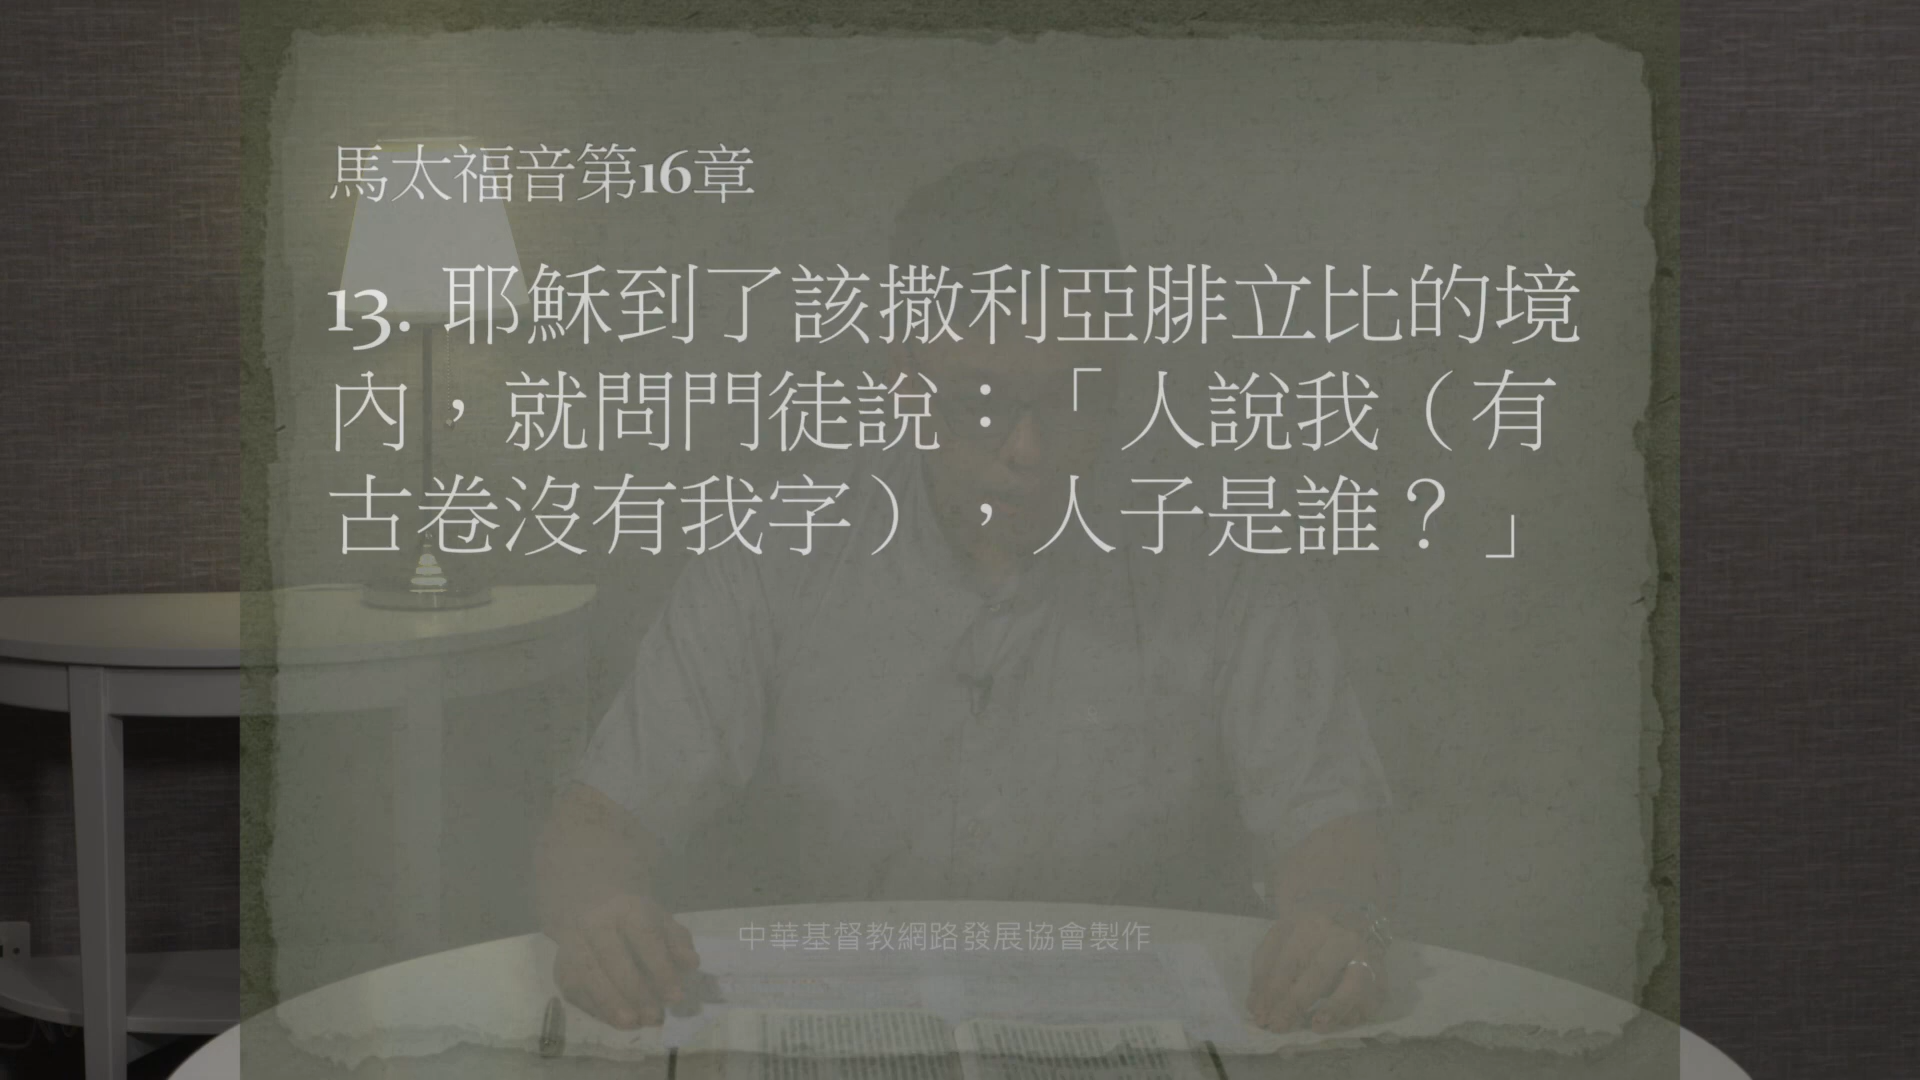 馬太福音第16章
13. 耶穌到了該撒利亞腓立比的境
內，就問門徒說：「人說我（有
古卷沒有我字），人子是誰？」
中華基督教網路發展協會製作